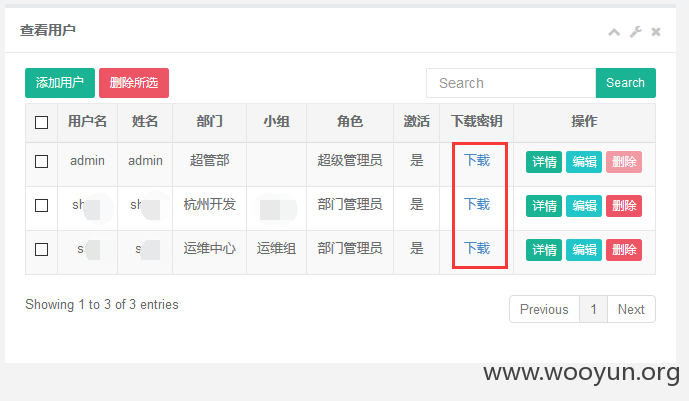 查看用户
添加用户 删除所选 Search Search
用户名 姓名 部门 小组 角色 激活 下载密钥 操作
admin admin 超管部 超级管理员 是 下载 详情 编辑 删除
sh sh 杭州开发 部门管理员 是 下载 详情 编辑 删除
s s 运维中心 运维组 部门管理员 是 下载 详情 编辑 删除
Showing 1 to 3 of 3 entries Previous 1 Next
www.wooyun.org